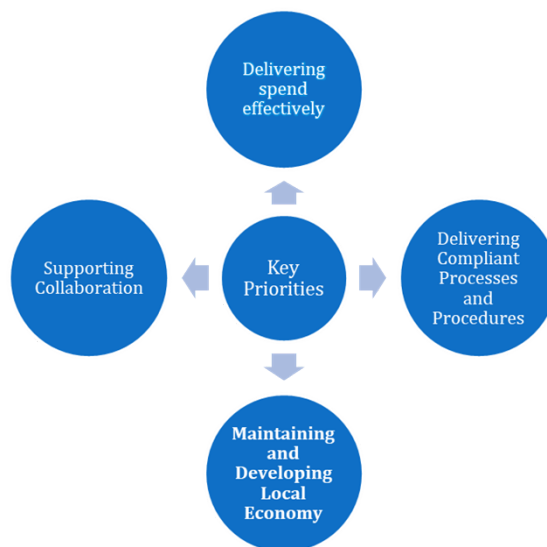 Delivering
spend
effectively
Supporting
Collaboration
Key
Priorities
Delivering
Compliant
Processes
and
Procedures
Maintaining
and
Developing
Local
Economy